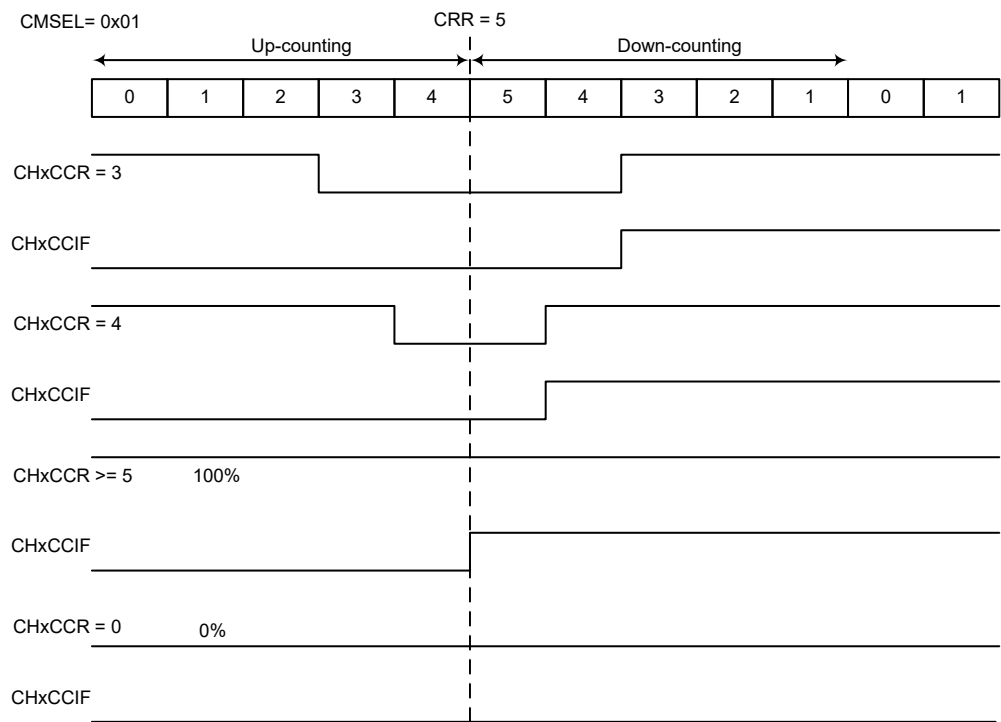 CMSEL= 0x01
CRR = 5
Up-counting
Down-counting
0 1 2 3 4 5 4 3 2 1 0 1
CHxCCR = 3
CHxCCIF
CHxCCR = 4
CHxCCIF
CHxCCR >= 5 100%
CHxCCIF
CHxCCR = 0 0%
CHxCCIF